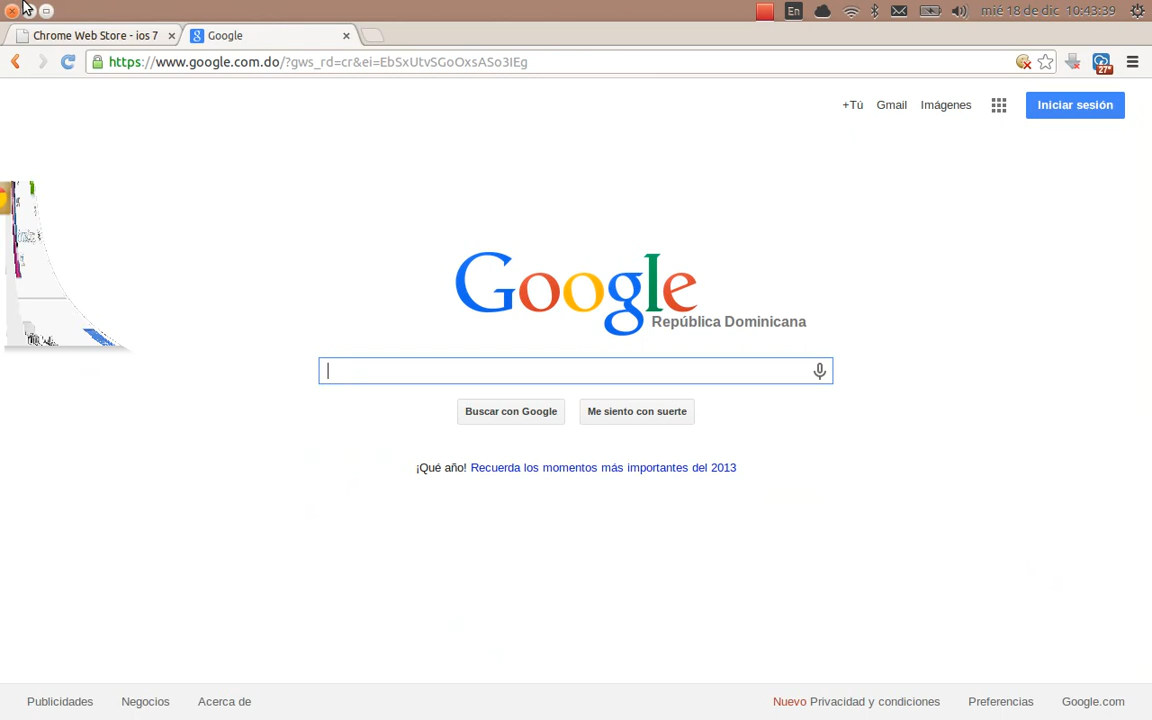 En mié 18 de dic 10:43:39
Chrome Web Store - ios 7 Google
https://www.google.com.do/?gws_rd=cr&ei=EbSxUtvSGoOxsASo3IEg
27°
+Tú Gmail Imágenes Iniciar sesión
Google
República Dominicana
Buscar con Google Me siento con suerte
¡Qué año! Recuerda los momentos más importantes del 2013
Publicidades Negocios Acerca de Nuevo Privacidad y condiciones Preferencias Google.com